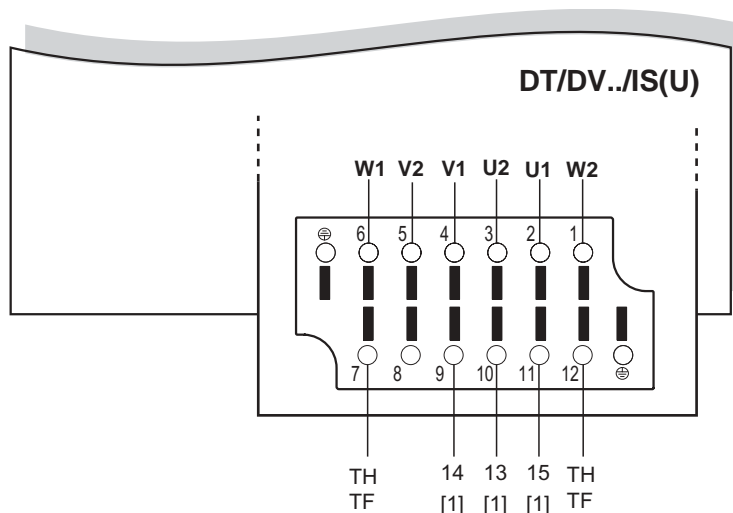 DT/DV../IS(U)
W1 V2 V1 U2 U1 W2
6 5 4 3 2 1
7 8 9 10 11 12
TH 14 13 15 TH
TF [1] [1] [1] TF